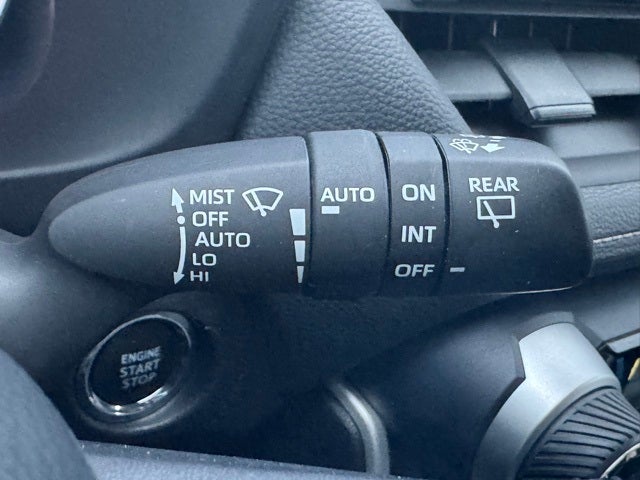 MIST
OFF
AUTO
LO
HI
AUTO
ON
INT
OFF
REAR
ENGINE
START
STOP